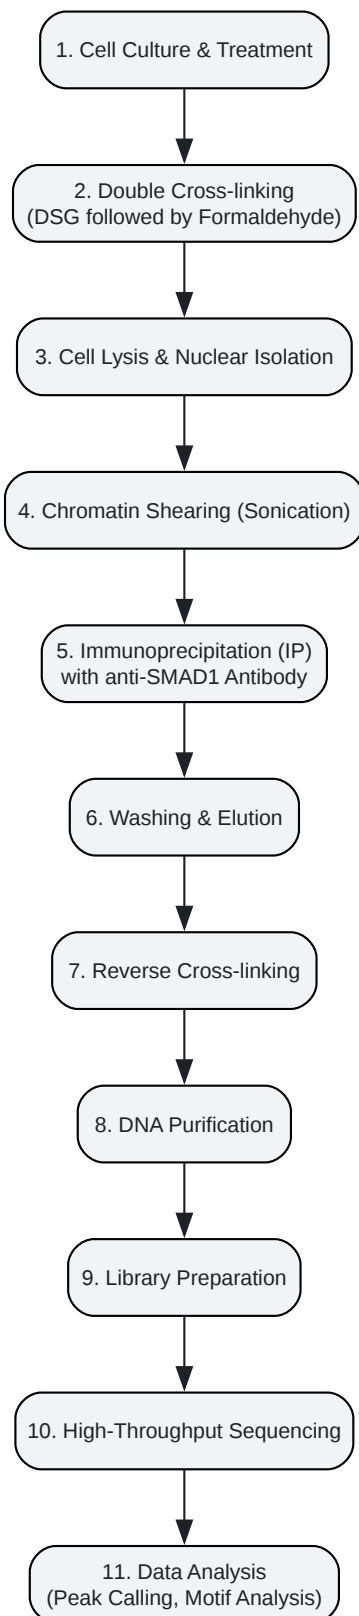 1. Cell Culture & Treatment
2. Double Cross-linking
(DSG followed by Formaldehyde)
3. Cell Lysis & Nuclear Isolation
4. Chromatin Shearing (Sonication)
5. Immunoprecipitation (IP)
with anti-SMAD1 Antibody
6. Washing & Elution
7. Reverse Cross-linking
8. DNA Purification
9. Library Preparation
10. High-Throughput Sequencing
11. Data Analysis
(Peak Calling, Motif Analysis)